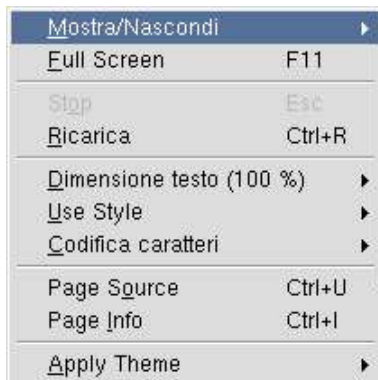 Mostra/Nascondi
Full Screen F11
Stop Esc
Ricarica Ctrl+R
Dimensione testo (100 %)
Use Style
Codifica caratteri
Page Source Ctrl+U
Page Info Ctrl+I
Apply Theme